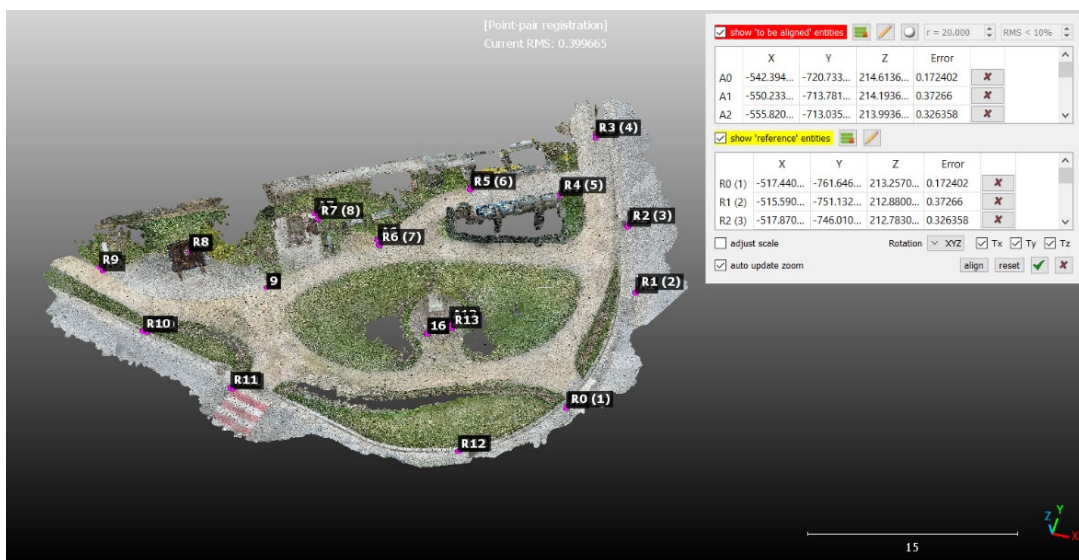 [Point-pair registration]
Current RMS: 0.399665
show 'to be aligned' entities
r = 20.000
RMS < 10%
X Y Z Error
A0 -542.394... -720.733... 214.6136... 0.172402
A1 -550.233... -713.781... 214.1936... 0.37266
A2 -555.820... -713.035... 213.9936... 0.326358
show 'reference' entities
X Y Z Error
R0 (1) -517.440... -761.646... 213.2570... 0.172402
R1 (2) -515.590... -751.132... 212.8800... 0.37266
R2 (3) -517.870... -746.010... 212.7830... 0.326358
adjust scale Rotation XYZ Tx Ty Tz
auto update zoom align reset
R3 (4)
R5 (6)
R4 (5)
R7 (8)
R2 (3)
R6 (7)
R8
R9
9
R1 (2)
R10
16
R13
R11
R0 (1)
R12
Y
Z
X
15